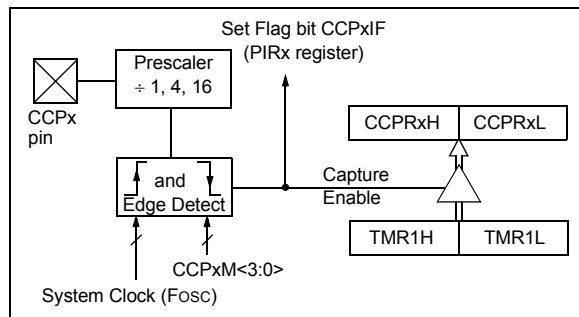 Set Flag bit CCPxIF
(PIRx register)
Prescaler
÷ 1, 4, 16
CCPx
pin
CCPRxH CCPRxL
and
Edge Detect
Capture
Enable
TMR1H TMR1L
CCPxM<3:0>
System Clock (FOSC)